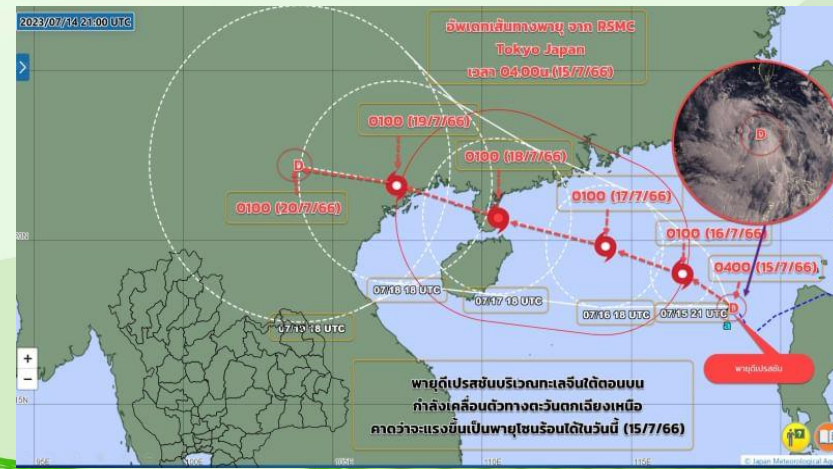 2023/07/14 21:00 UTC
อัพเดทเส้นทางพายุ จาก RSMC
Tokyo Japan
เวลา 04.00น.(15/7/66)
D
0100 (19/7/66)
0100 (18/7/66)
D
0100 (20/7/66)
0100 (17/7/66)
0100 (16/7/66)
20N
0400 (15/7/66)
07/18 18 UTC
07/17 18 UTC
07/16 18 UTC
07/15 21 UTC
D
a
07/19 18 UTC
+
−
พายุดีเปรสชัน
พายุดีเปรสชันบริเวณทะเลจีนใต้ตอนบน
กำลังเคลื่อนตัวทางตะวันตกเฉียงเหนือ
คาดว่าจะแรงขึ้นเป็นพายุโซนร้อนได้ในวันนี้ (15/7/66)
15N
95E
100E
105E
110E
115E
© Japan Meteorological